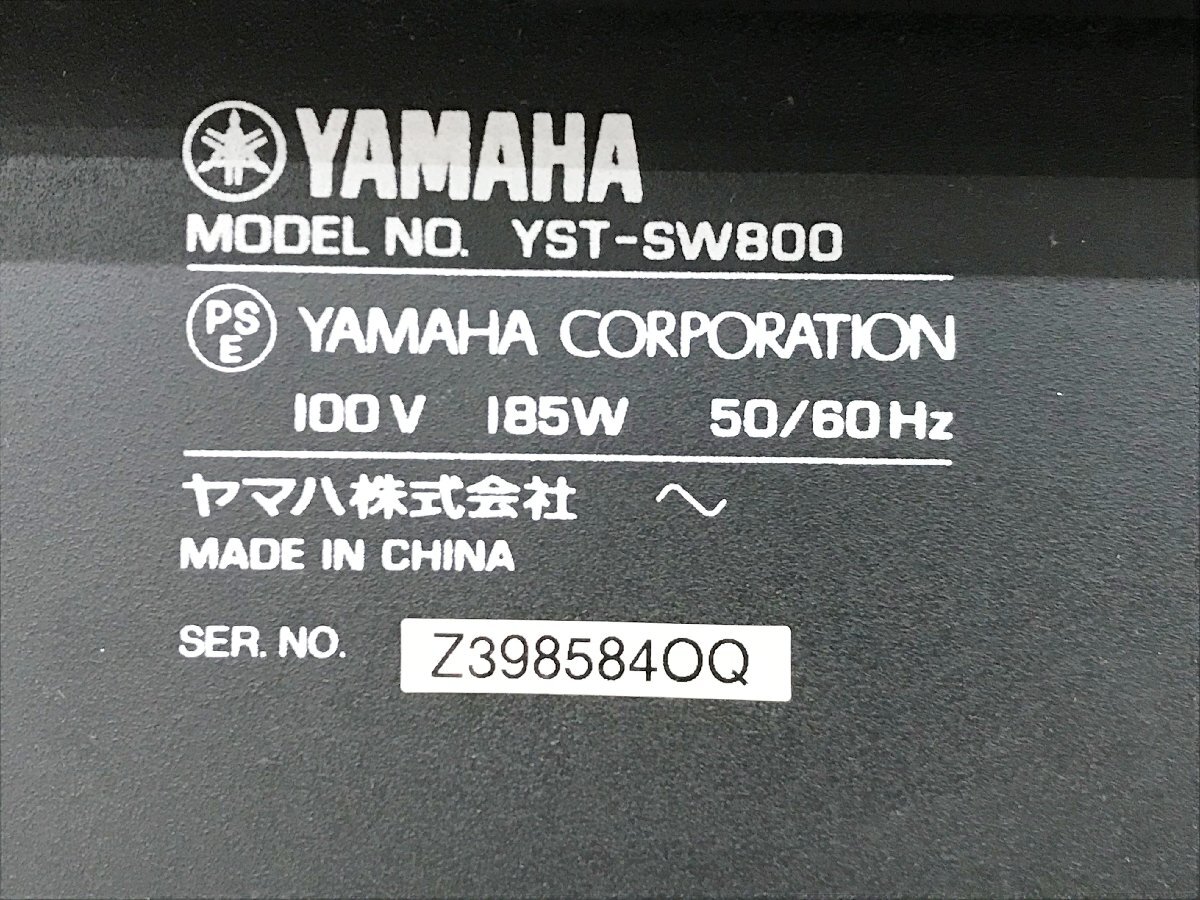 YAMAHA
MODEL NO. YST-SW800
PSE YAMAHA CORPORATION
100V 185W 50/60Hz
ヤマハ株式会社 ～
MADE IN CHINA
SER. NO. Z398584OQ